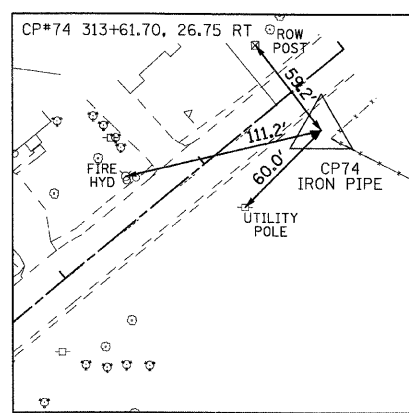 CP#74 313+61.70, 26.75 RT
ROW
POST
59.2'
111.2'
FIRE
HYD
60.0'
CP74
IRON PIPE
UTILITY
POLE